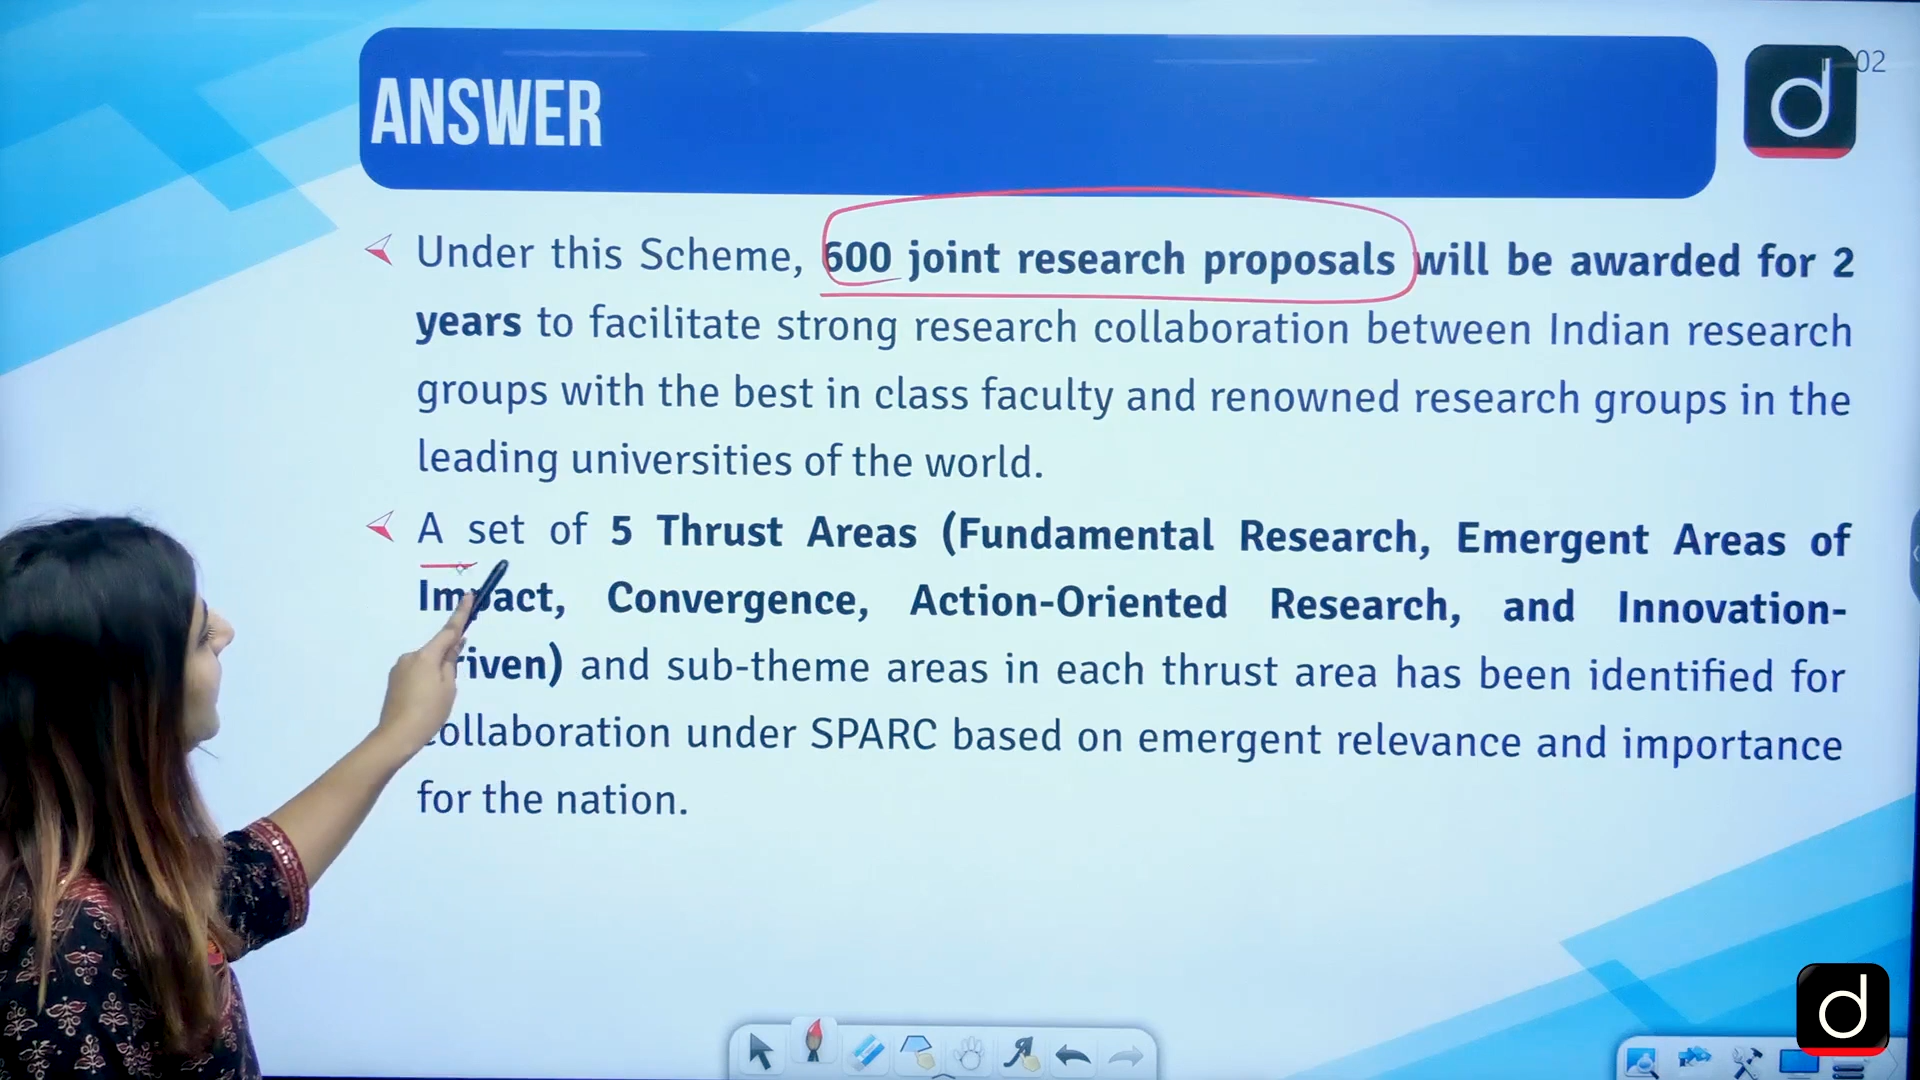 ANSWER
02
Under this Scheme, 600 joint research proposals will be awarded for 2
years to facilitate strong research collaboration between Indian research
groups with the best in class faculty and renowned research groups in the
leading universities of the world.
A set of 5 Thrust Areas (Fundamental Research, Emergent Areas of
Impact, Convergence, Action-Oriented Research, and Innovation-
riven) and sub-theme areas in each thrust area has been identified for
collaboration under SPARC based on emergent relevance and importance
for the nation.
d
d